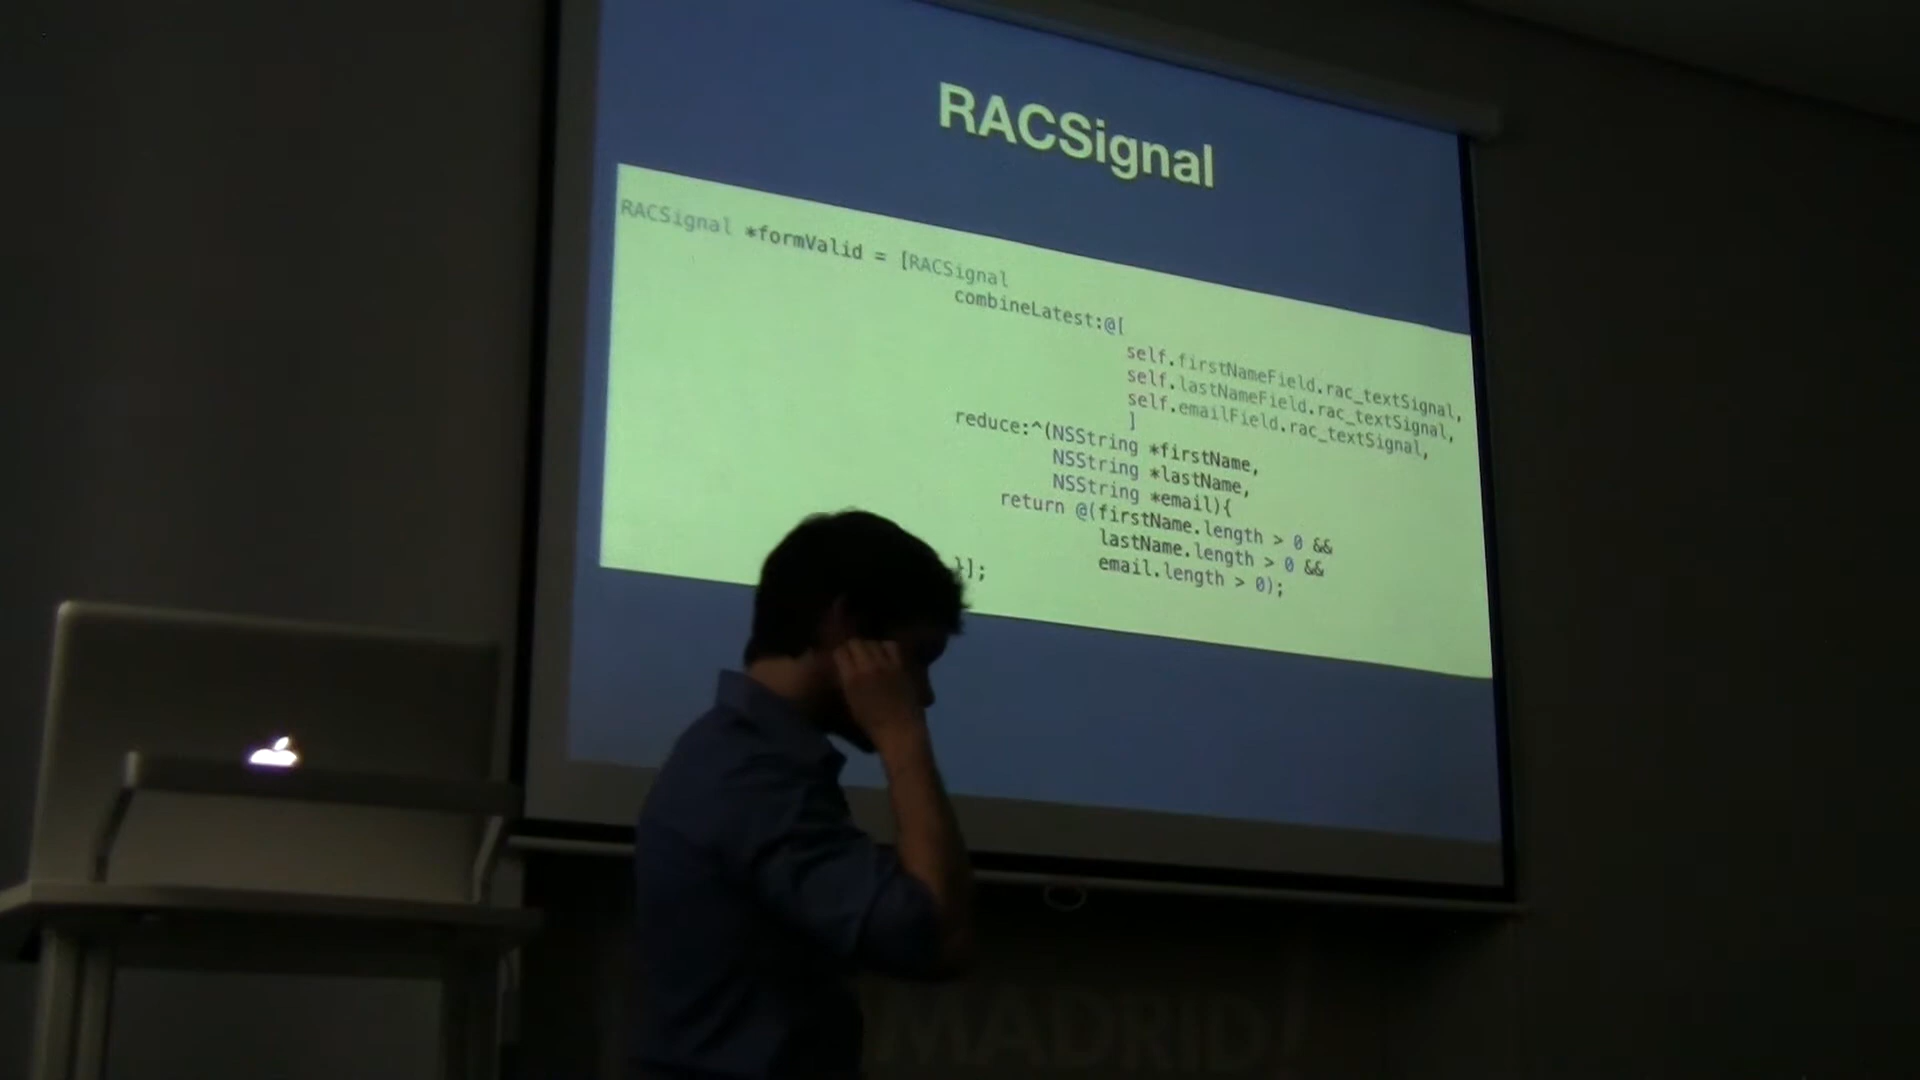 RACSignal
RACSignal *formValid = [RACSignal
combineLatest:@[
self.firstNameField.rac_textSignal,
self.lastNameField.rac_textSignal,
self.emailField.rac_textSignal,
]
reduce:^(NSString *firstName,
NSString *lastName,
NSString *email){
return @(firstName.length > 0 &&
lastName.length > 0 &&
email.length > 0);
}];
MADRID!